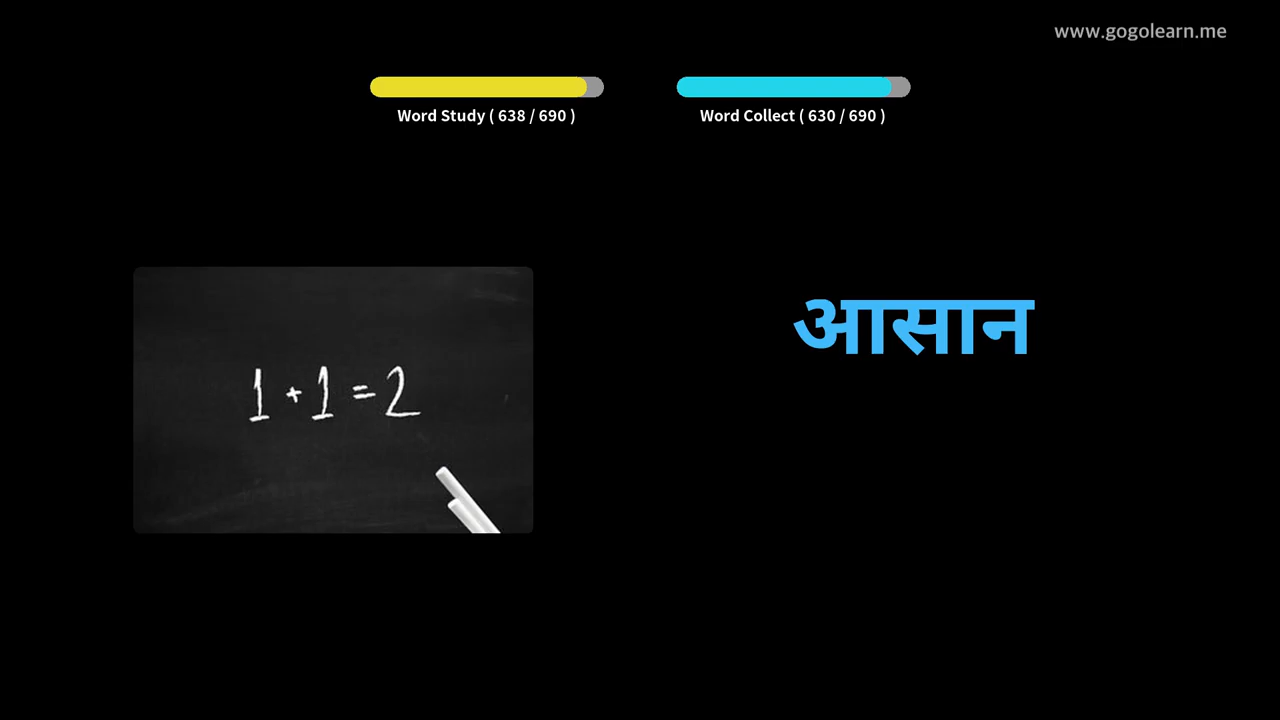 www.gogolearn.me
Word Study ( 638 / 690 )
Word Collect ( 630 / 690 )
1 + 1 = 2
आसान